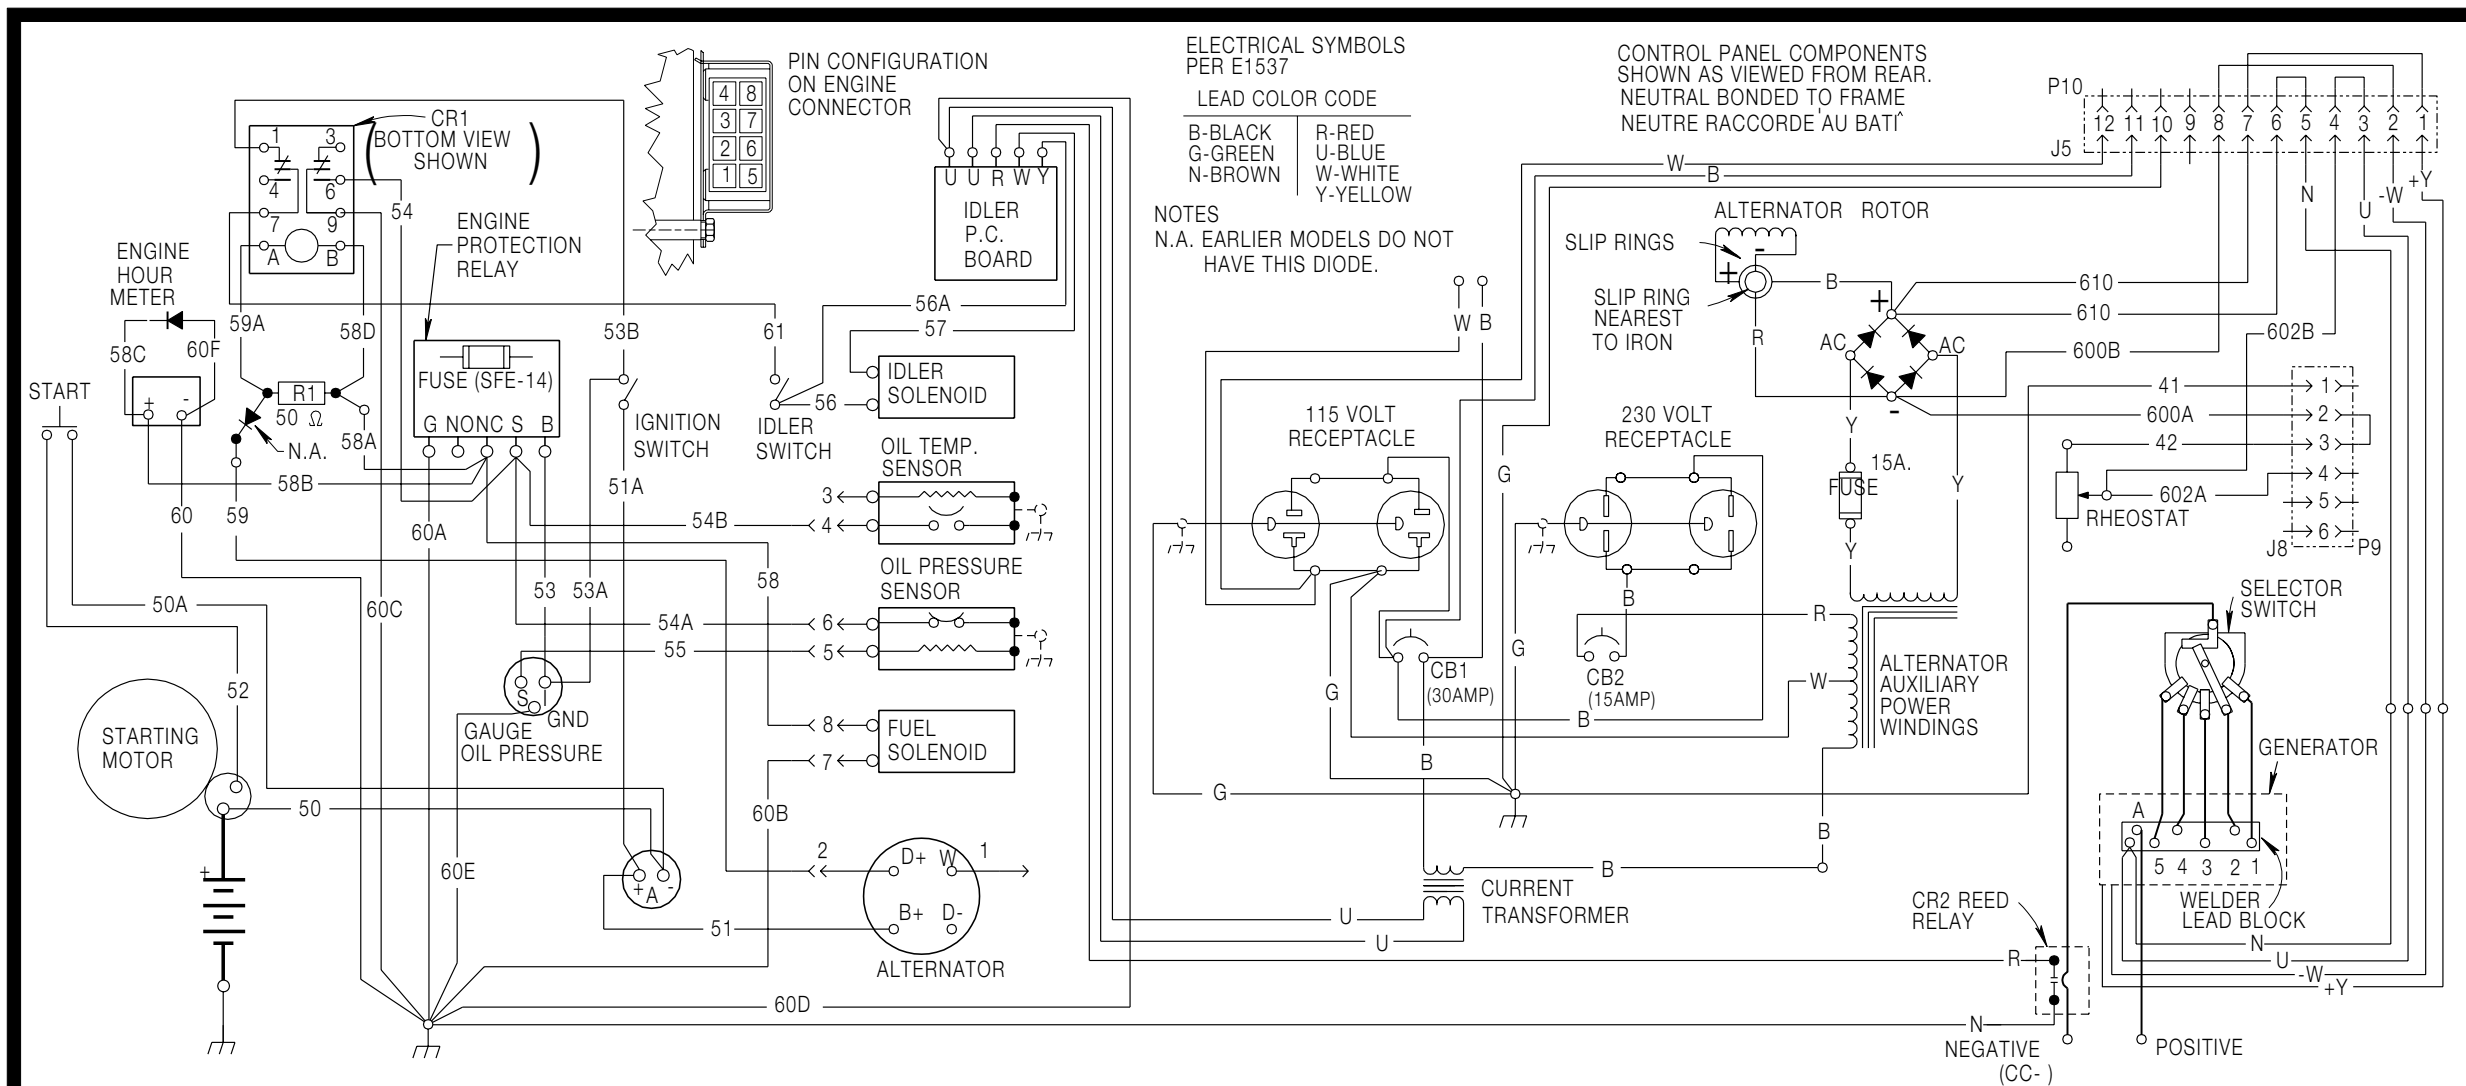 PIN CONFIGURATION
ON ENGINE
CONNECTOR
4 8
3 7
2 6
1 5
ELECTRICAL SYMBOLS
PER E1537
LEAD COLOR CODE
B-BLACK
G-GREEN
N-BROWN
R-RED
U-BLUE
W-WHITE
Y-YELLOW
NOTES
N.A. EARLIER MODELS DO NOT
HAVE THIS DIODE.
CONTROL PANEL COMPONENTS
SHOWN AS VIEWED FROM REAR.
NEUTRAL BONDED TO FRAME
NEUTRE RACCORDE' AU BATI^
P10
12 11 10 9 8 7 6 5 4 3 2 1
J5
W
B
N
U
-W
+Y
CR1
(BOTTOM VIEW
SHOWN)
1 3
4 6
7 9
A B
54
ENGINE
PROTECTION
RELAY
FUSE (SFE-14)
G NO NC S B
ENGINE
HOUR
METER
58C
60F
+ -
59A
58D
R1
50 Ω
N.A.
58A
58B
START
60
59
50A
52
STARTING
MOTOR
50
+
60C
60A
53
53A
53B
IGNITION
SWITCH
51A
61
IDLER
SWITCH
56
56A
57
U U R W Y
IDLER
P.C.
BOARD
IDLER
SOLENOID
OIL TEMP.
SENSOR
3
4
54B
58
OIL PRESSURE
SENSOR
6
5
54A
55
S I
GND
GAUGE
OIL PRESSURE
8
7
FUEL
SOLENOID
60B
60E
+ A -
51
2
D+ W 1
B+ D-
ALTERNATOR
60D
W B
115 VOLT
RECEPTACLE
230 VOLT
RECEPTACLE
G
G
G
G
B
R
W
B
B
B
B
CB1
(30AMP)
CB2
(15AMP)
CURRENT
TRANSFORMER
U
U
R
N
ALTERNATOR ROTOR
SLIP RINGS
-
+
SLIP RING
NEAREST
TO IRON
B
R
+
AC AC
-
Y
15A.
FUSE
Y
Y
ALTERNATOR
AUXILIARY
POWER
WINDINGS
610
610
602B
600B
41
600A
42
602A
RHEOSTAT
1
2
3
4
5
6
J8 P9
SELECTOR
SWITCH
GENERATOR
A
5 4 3 2 1
WELDER
LEAD BLOCK
N
U
-W
+Y
CR2 REED
RELAY
NEGATIVE
(CC- )
POSITIVE